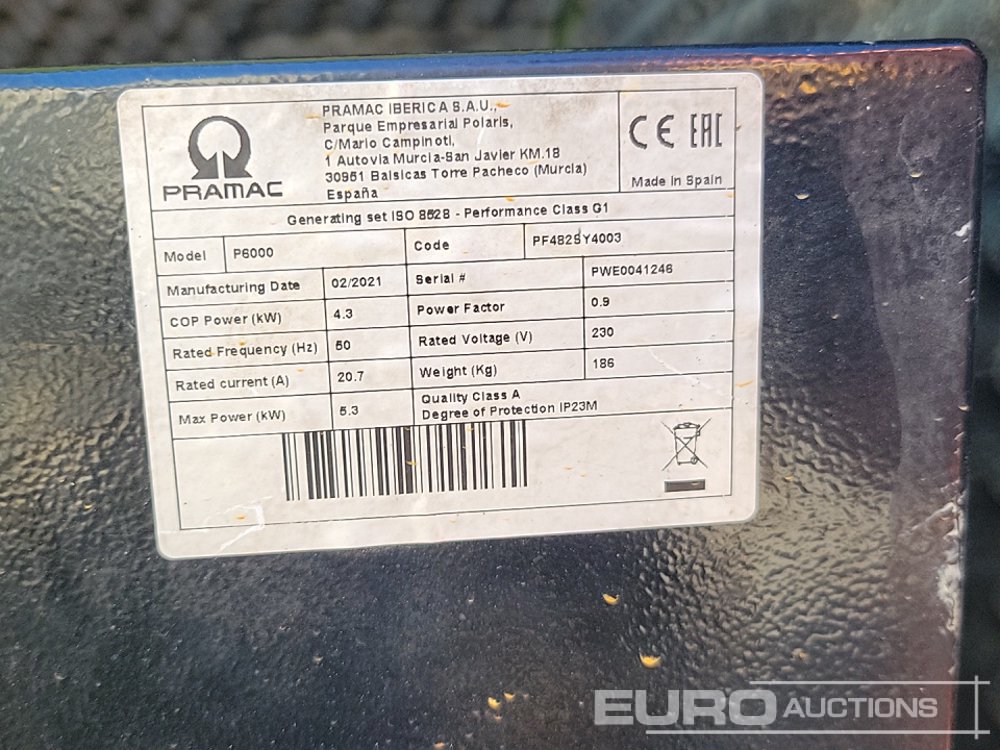 PRAMAC
PRAMAC IBERICA S.A.U.,
Parque Empresarial Polaris,
C/Mario Campinoti,
1 Autovia Murcia-San Javier KM.18
30951 Balsicas Torre Pacheco (Murcia)
España
CE EAC
Made in Spain
Generating set ISO 8528 - Performance Class G1
Model P6000 Code PF482SY4003
Manufacturing Date 02/2021 Serial # PWE0041246
COP Power (kW) 4.3 Power Factor 0.9
Rated Frequency (Hz) 50 Rated Voltage (V) 230
Rated current (A) 20.7 Weight (Kg) 186
Max Power (kW) 5.3 Quality Class A
Degree of Protection IP23M
EURO AUCTIONS